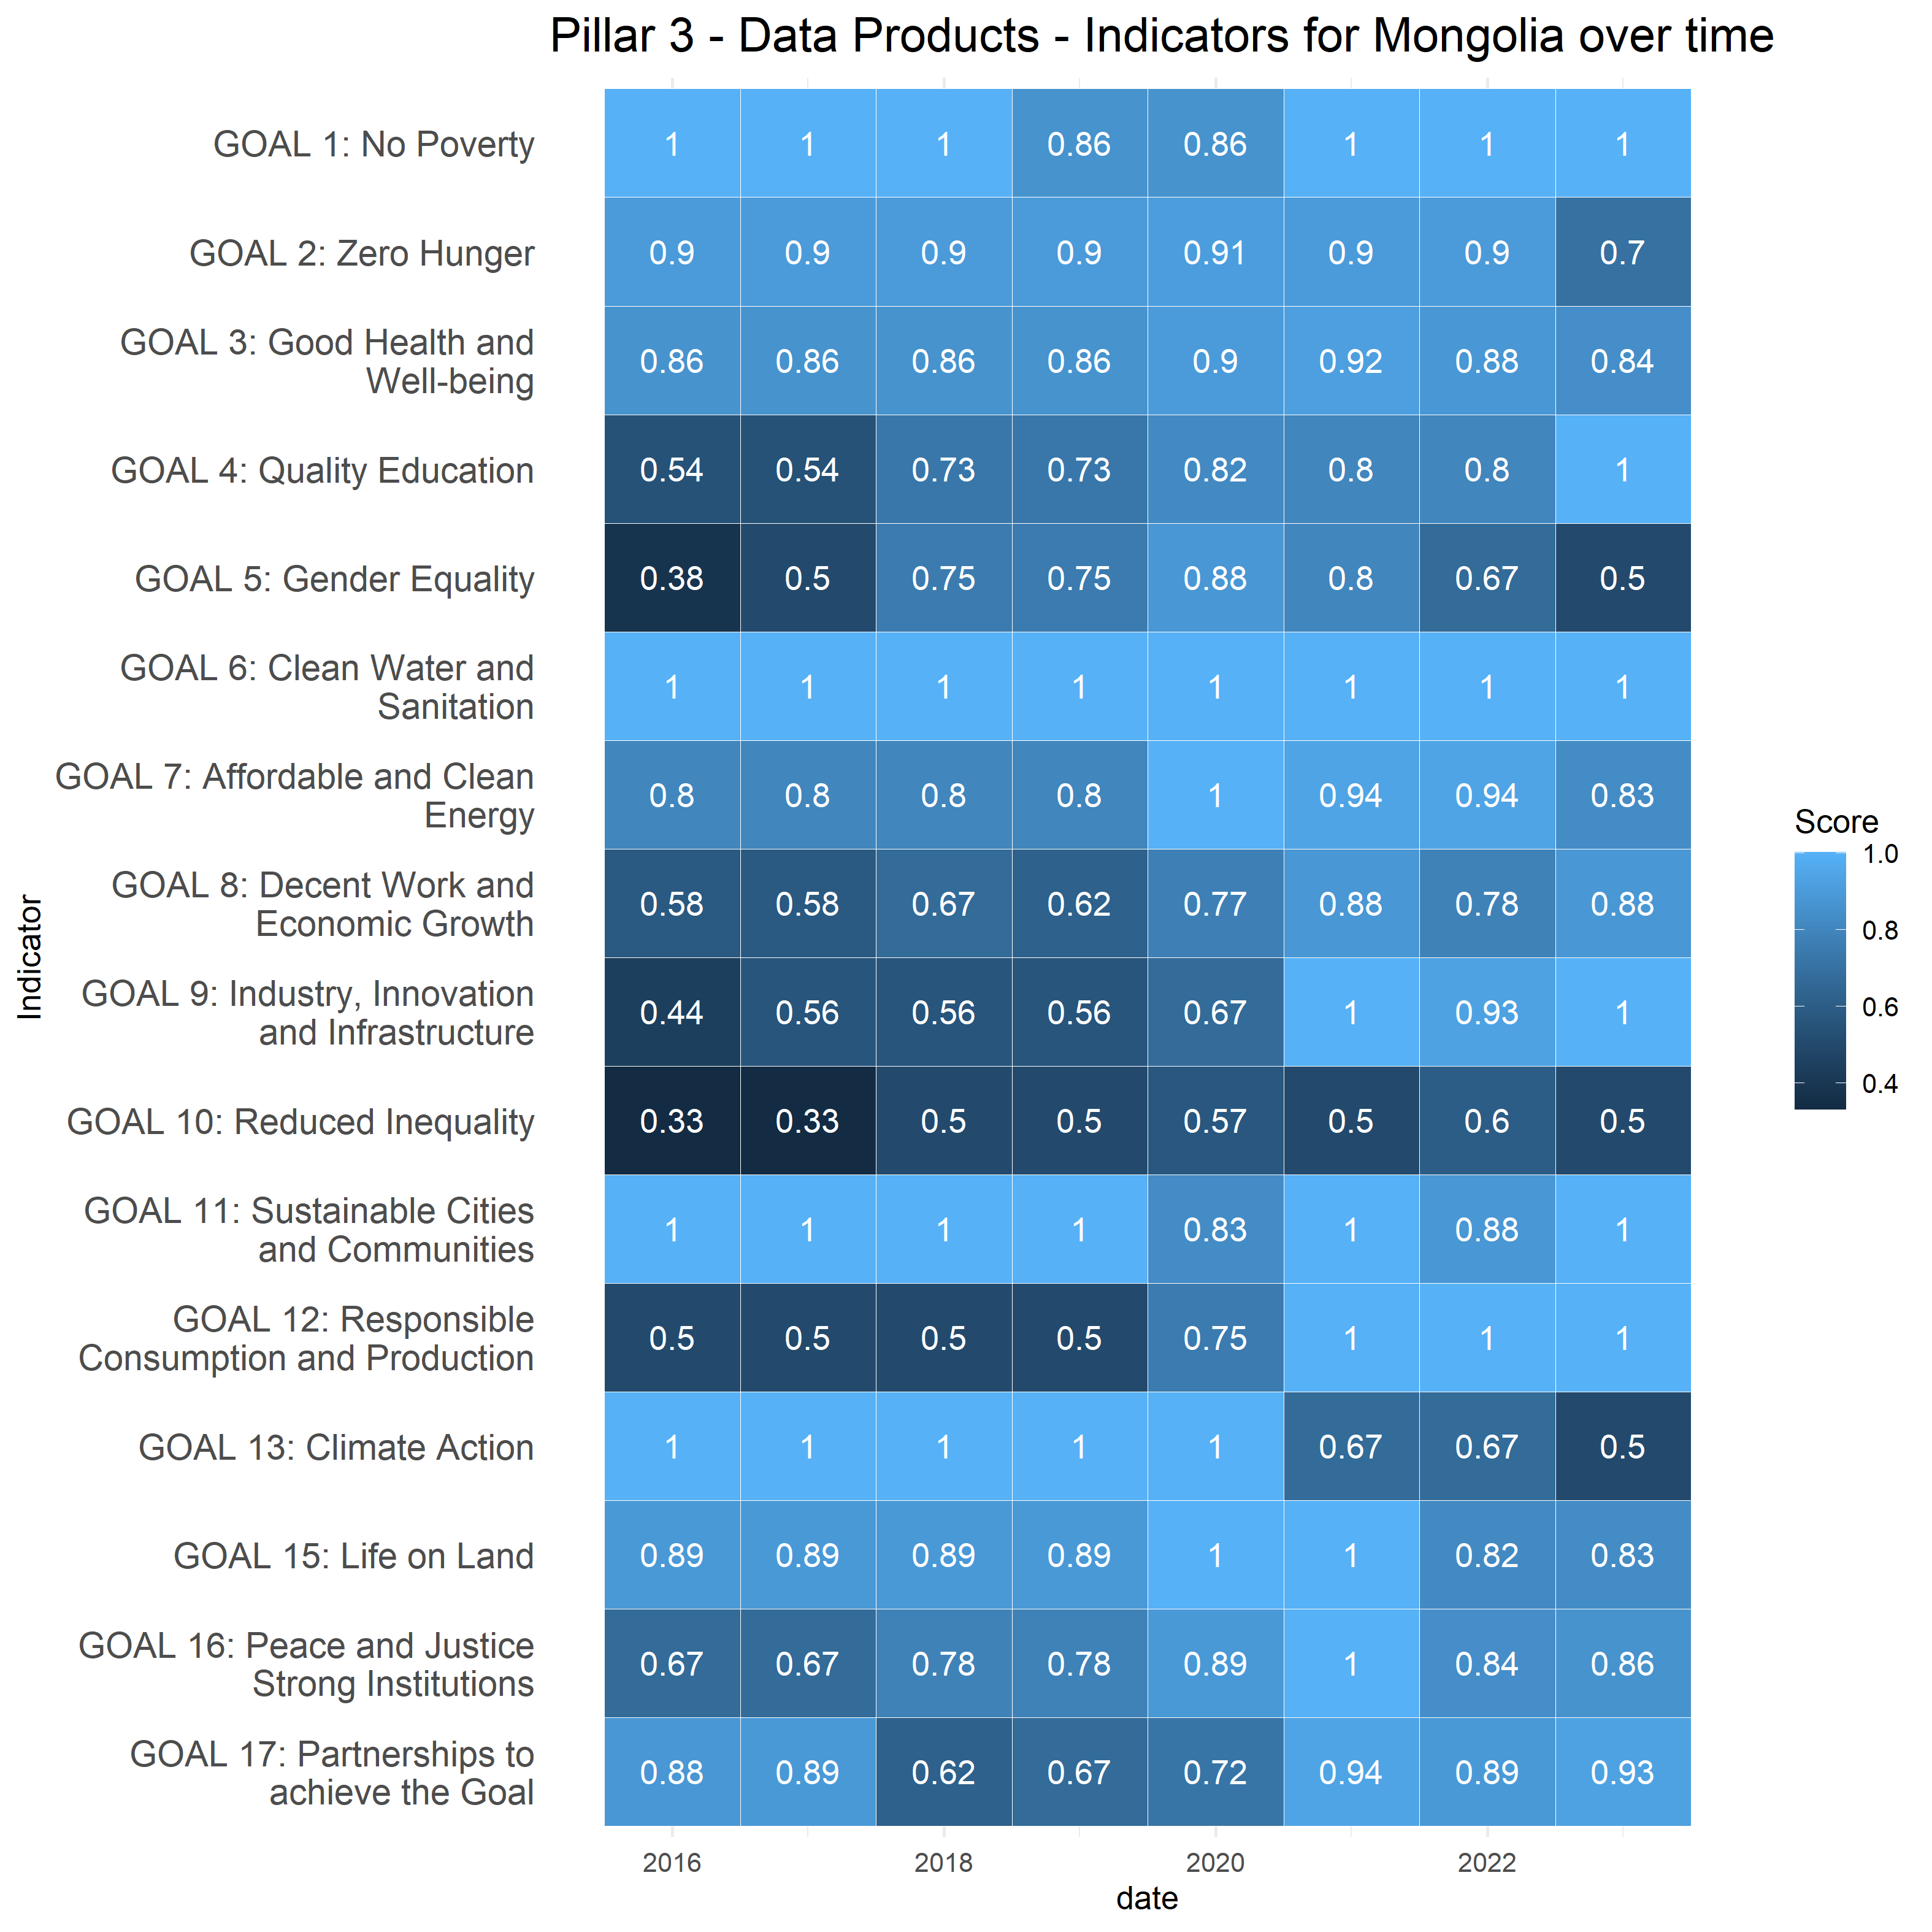 Pillar 3 - Data Products - Indicators for Mongolia over time
GOAL 1: No Poverty
1 1 1 0.86 0.86 1 1 1
GOAL 2: Zero Hunger
0.9 0.9 0.9 0.9 0.91 0.9 0.9 0.7
GOAL 3: Good Health and
Well-being
0.86 0.86 0.86 0.86 0.9 0.92 0.88 0.84
GOAL 4: Quality Education
0.54 0.54 0.73 0.73 0.82 0.8 0.8 1
GOAL 5: Gender Equality
0.38 0.5 0.75 0.75 0.88 0.8 0.67 0.5
GOAL 6: Clean Water and
Sanitation
1 1 1 1 1 1 1 1
GOAL 7: Affordable and Clean
Energy
0.8 0.8 0.8 0.8 1 0.94 0.94 0.83
GOAL 8: Decent Work and
Economic Growth
0.58 0.58 0.67 0.62 0.77 0.88 0.78 0.88
GOAL 9: Industry, Innovation
and Infrastructure
0.44 0.56 0.56 0.56 0.67 1 0.93 1
GOAL 10: Reduced Inequality
0.33 0.33 0.5 0.5 0.57 0.5 0.6 0.5
GOAL 11: Sustainable Cities
and Communities
1 1 1 1 0.83 1 0.88 1
GOAL 12: Responsible
Consumption and Production
0.5 0.5 0.5 0.5 0.75 1 1 1
GOAL 13: Climate Action
1 1 1 1 1 0.67 0.67 0.5
GOAL 15: Life on Land
0.89 0.89 0.89 0.89 1 1 0.82 0.83
GOAL 16: Peace and Justice
Strong Institutions
0.67 0.67 0.78 0.78 0.89 1 0.84 0.86
GOAL 17: Partnerships to
achieve the Goal
0.88 0.89 0.62 0.67 0.72 0.94 0.89 0.93
2016 2018 2020 2022
date
Indicator
Score
1.0
0.8
0.6
0.4